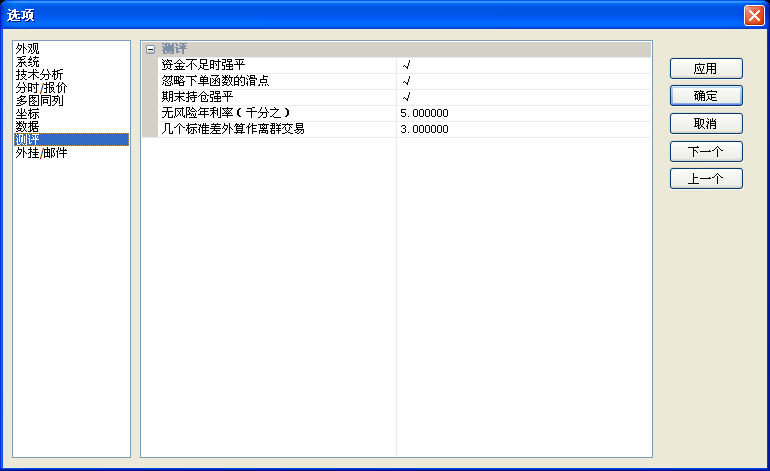 选项
外观
系统
技术分析
分时/报价
多图同列
坐标
数据
测评
外挂/邮件
测评
资金不足时强平 √
忽略下单函数的滑点 √
期末持仓强平 √
无风险年利率(千分之) 5.000000
几个标准差外算作离群交易 3.000000
应用
确定
取消
下一个
上一个